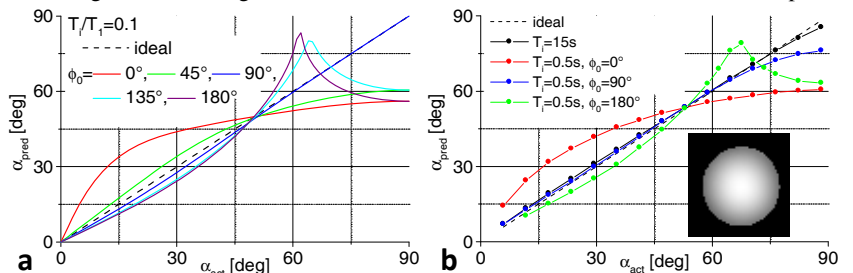 90
60
30
0
α_pred [deg]
T_i/T_1=0.1
ideal
ϕ_0= 0°, 45°, 90°,
135°, 180°
0 30 60 90
a
90
60
30
0
α_pred [deg]
ideal
T_i=15s
T_i=0.5s, ϕ_0=0°
T_i=0.5s, ϕ_0=90°
T_i=0.5s, ϕ_0=180°
0 30 60 90
b α_act [deg]